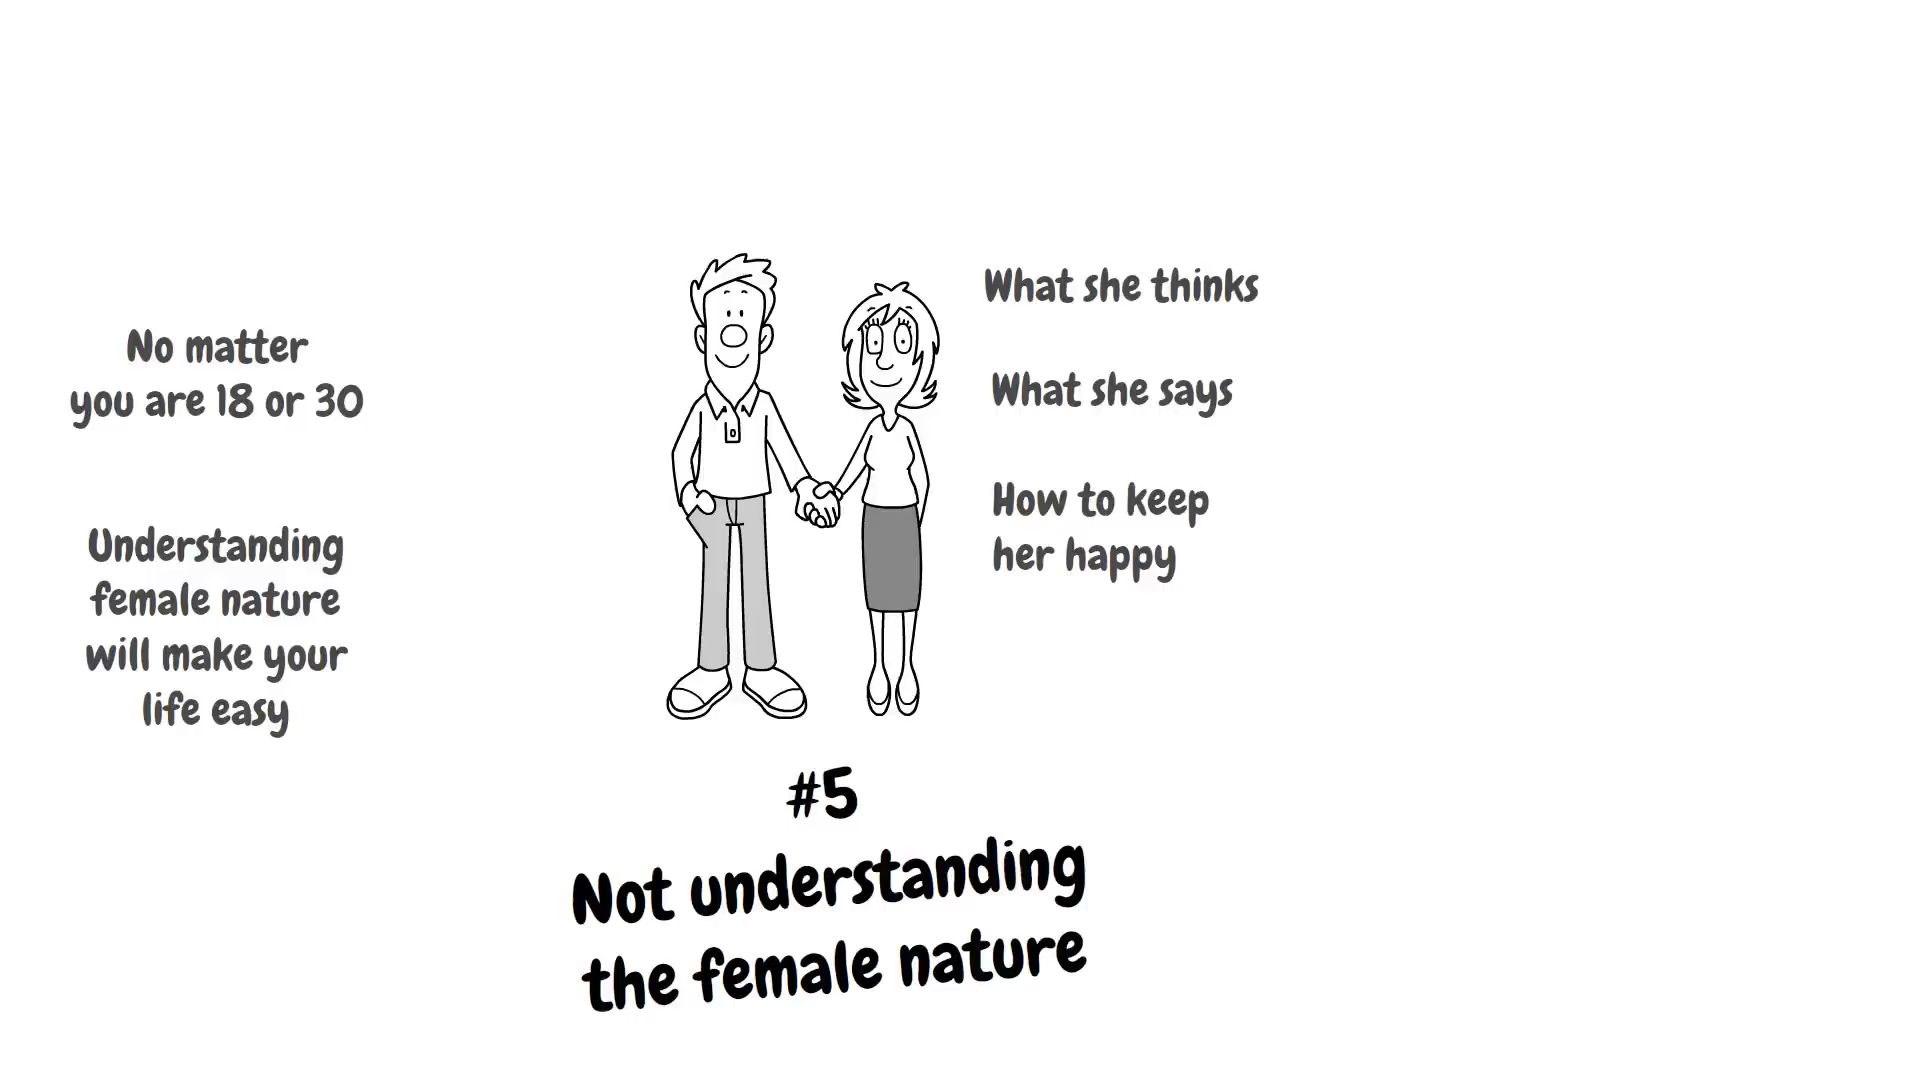 No matter
you are 18 or 30
Understanding
female nature
will make your
life easy
What she thinks
What she says
How to keep
her happy
#5
Not understanding
the female nature